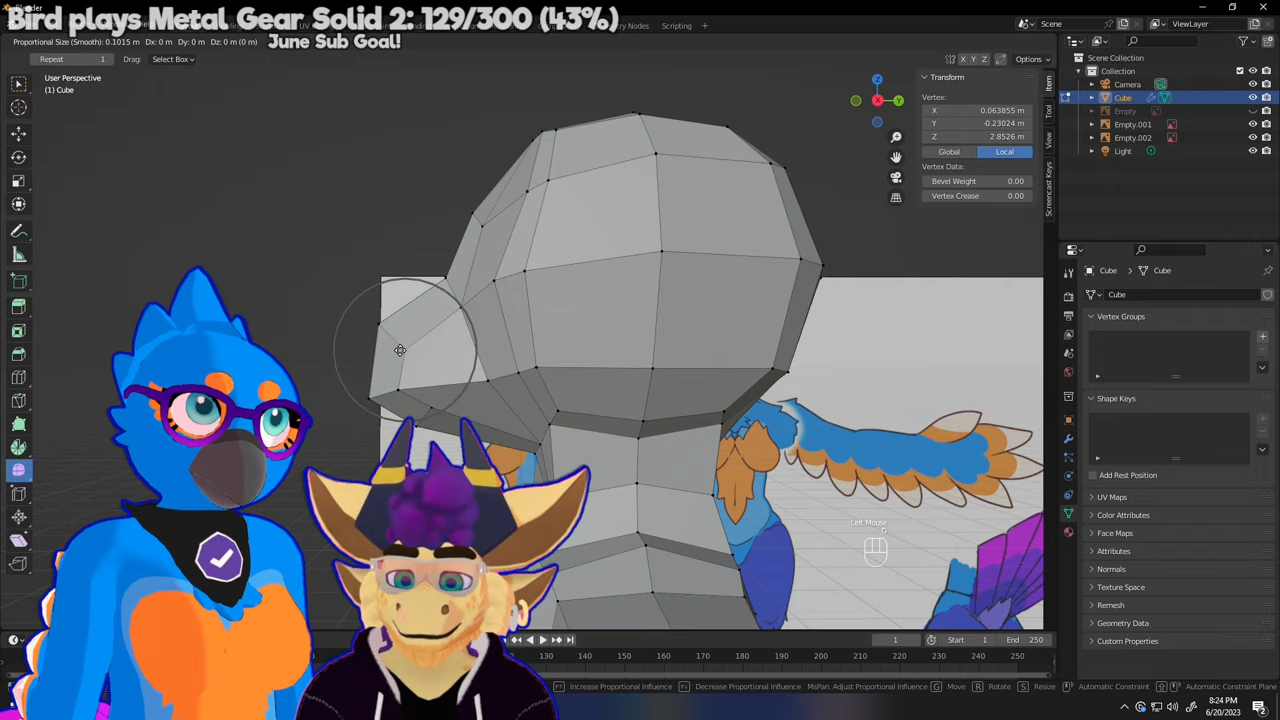 Blender
Bird plays Metal Gear Solid 2: 129/300 (43%)
June Sub Goal!
Scripting
Scene
ViewLayer
Proportional Size (Smooth): 0.1015 m Dx: 0 m Dy: 0 m Dz: 0 m (0 m)
Repeat 1 Drag: Select Box
X Y Z Options
User Perspective
(1) Cube
Z
X
Y
Transform
Vertex:
X 0.063855 m
Y -0.23024 m
Z 2.8526 m
Global Local
Vertex Data:
Bevel Weight 0.00
Vertex Crease 0.00
Item
Tool
View
Screencast Keys
Scene Collection
Collection
Camera
Cube
Empty
Empty.001
Empty.002
Light
Cube Cube
Cube
Vertex Groups
Shape Keys
Add Rest Position
UV Maps
Color Attributes
Face Maps
Attributes
Normals
Texture Space
Remesh
Geometry Data
Custom Properties
Left Mouse
G
1 Start 1 End 250
130 140 150 160 170 180 190 200 210 220 230 240 250
Increase Proportional Influence
Decrease Proportional Influence
MsPan: Adjust Proportional Influence
G Move
R Rotate
S Resize
Automatic Constraint
Automatic Constraint Plane
8:24 PM
6/20/2023